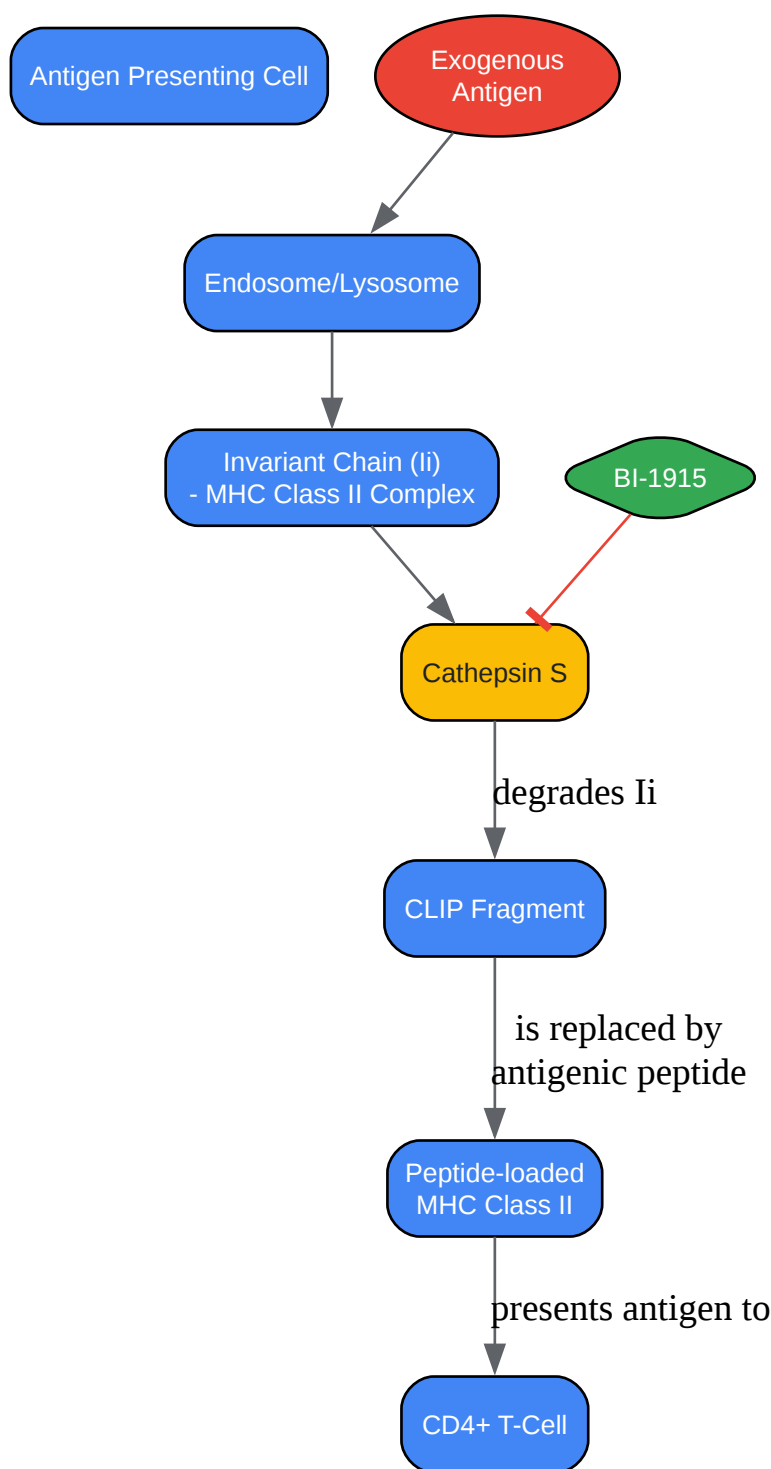 Antigen Presenting Cell
Exogenous
Antigen
Endosome/Lysosome
Invariant Chain (Ii)
- MHC Class II Complex
BI-1915
Cathepsin S
degrades Ii
CLIP Fragment
is replaced by
antigenic peptide
Peptide-loaded
MHC Class II
presents antigen to
CD4+ T-Cell